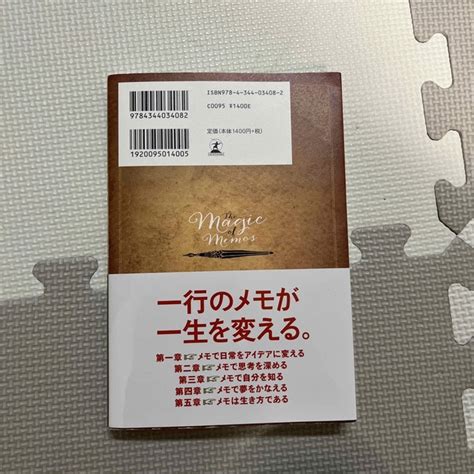 ISBN978-4-344-03408-2
C0095 ¥1400E
定価(本体1400円+税)
9784344034082
1920095014005
The
Magic
of
Memos
一行のメモが
一生を変える。
第一章☞メモで日常をアイデアに変える
第二章☞メモで思考を深める
第三章☞メモで自分を知る
第四章☞メモで夢をかなえる
第五章☞メモは生き方である